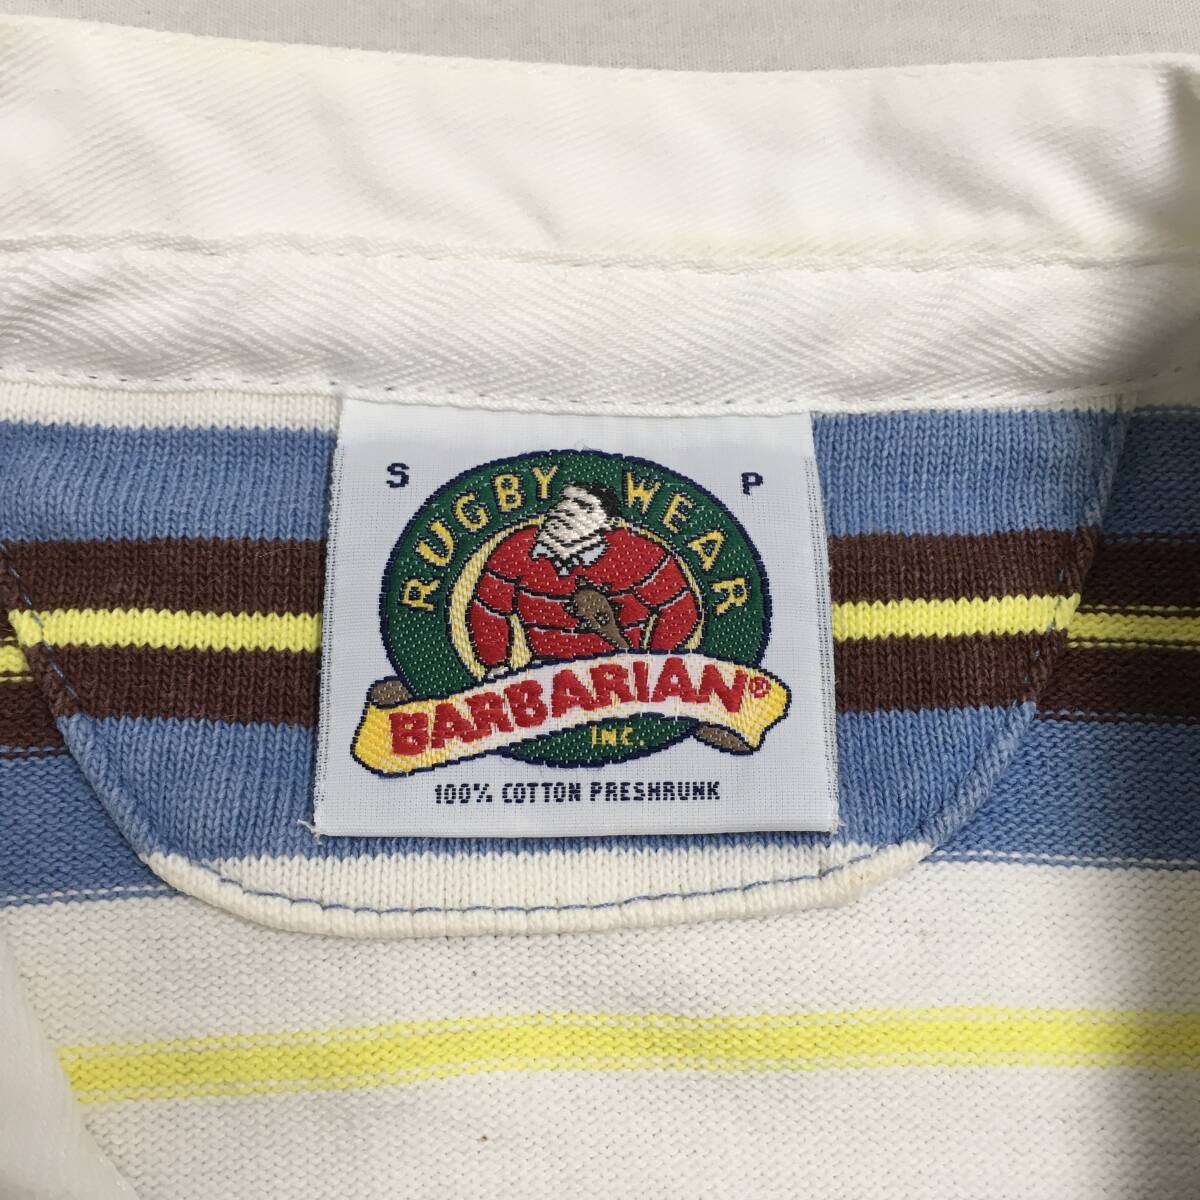 S P
RUGBY WEAR
BARBARIAN®
INC.
100% COTTON PRESHRUNK